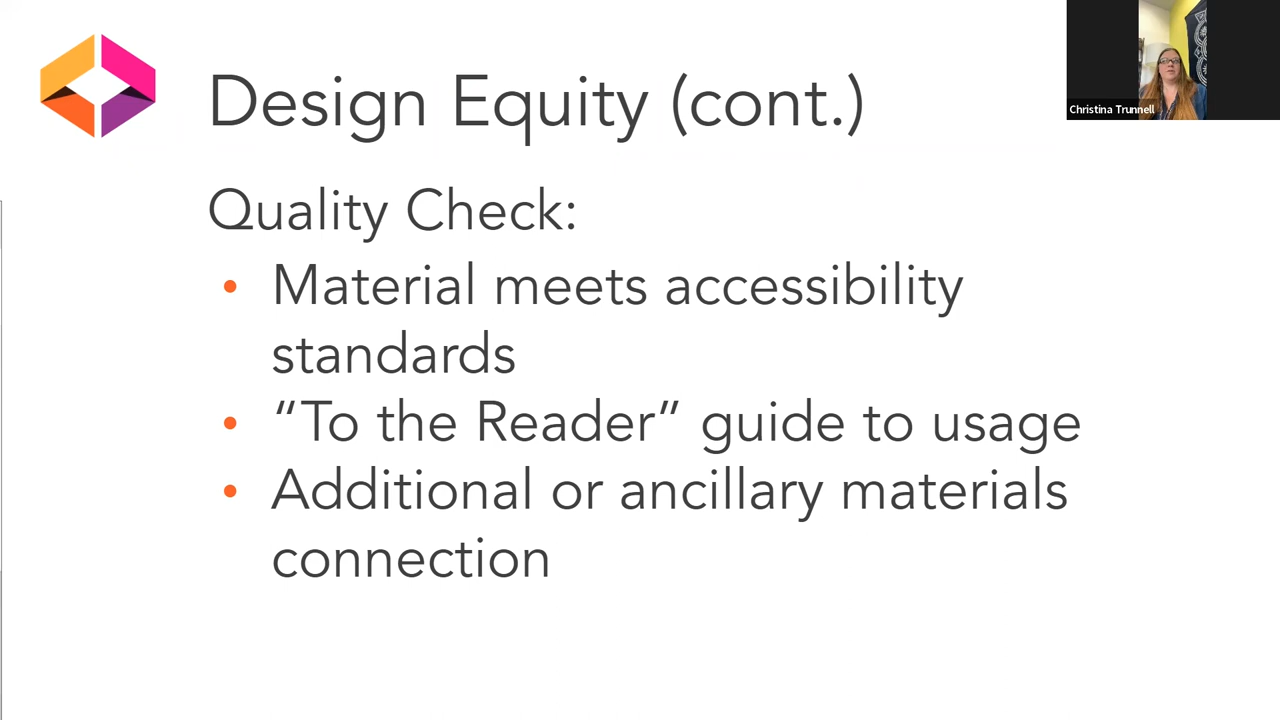 Design Equity (cont.)
Christina Trunnell
Quality Check:
• Material meets accessibility
standards
• “To the Reader” guide to usage
• Additional or ancillary materials
connection